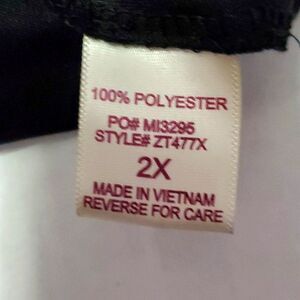 100% POLYESTER
PO# MI3295
STYLE# ZT477X
2X
MADE IN VIETNAM
REVERSE FOR CARE